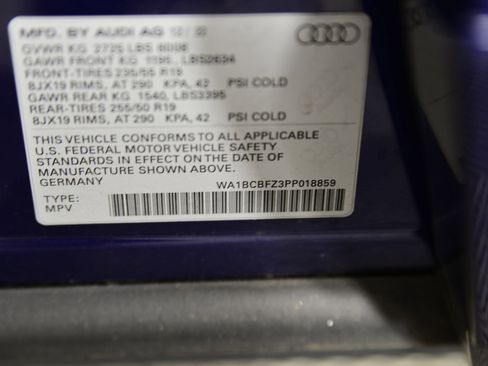 MFD. BY AUDI AG 12 / 22
GVWR KG 2725 LBS 6008
GAWR FRONT KG 1195, LBS2634
FRONT-TIRES 235/55 R19
8JX19 RIMS, AT 290 KPA, 42 PSI COLD
GAWR REAR KG 1540, LBS3395
REAR-TIRES 255/50 R19
8JX19 RIMS, AT 290 KPA, 42 PSI COLD
THIS VEHICLE CONFORMS TO ALL APPLICABLE
U.S. FEDERAL MOTOR VEHICLE SAFETY
STANDARDS IN EFFECT ON THE DATE OF
MANUFACTURE SHOWN ABOVE.
GERMANY WA1BCBFZ3PP018859
TYPE:
MPV